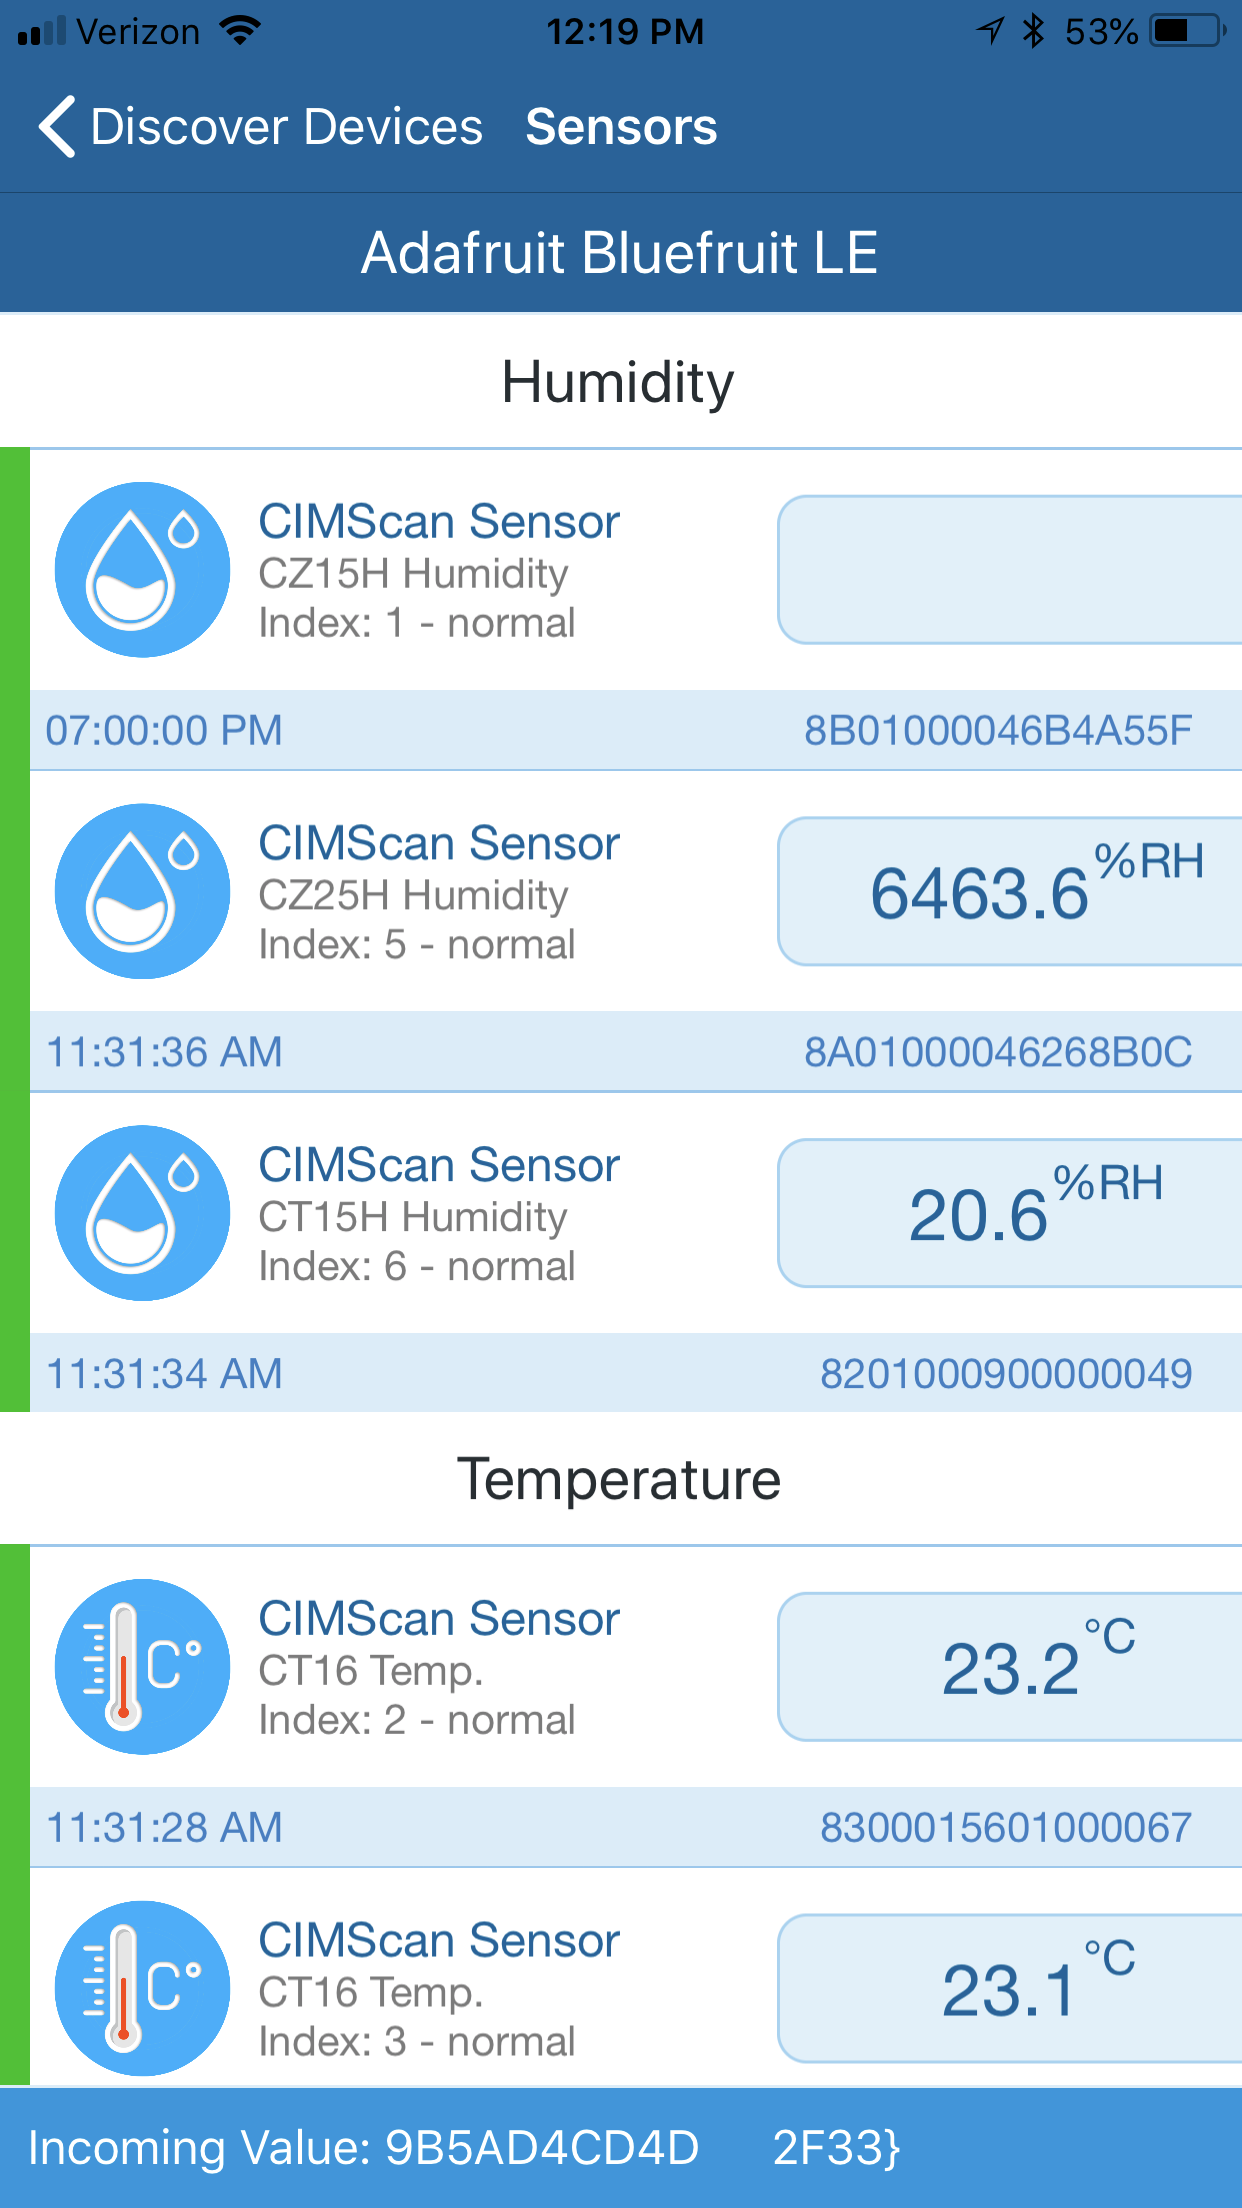 Verizon 12:19 PM 53%
Discover Devices Sensors
Adafruit Bluefruit LE
Humidity
CIMScan Sensor
CZ15H Humidity
Index: 1 - normal
07:00:00 PM 8B01000046B4A55F
CIMScan Sensor
CZ25H Humidity
Index: 5 - normal
6463.6 %RH
11:31:36 AM 8A01000046268B0C
CIMScan Sensor
CT15H Humidity
Index: 6 - normal
20.6 %RH
11:31:34 AM 8201000900000049
Temperature
C°
CIMScan Sensor
CT16 Temp.
Index: 2 - normal
23.2 °C
11:31:28 AM 8300015601000067
C°
CIMScan Sensor
CT16 Temp.
Index: 3 - normal
23.1 °C
Incoming Value: 9B5AD4CD4D 2F33}